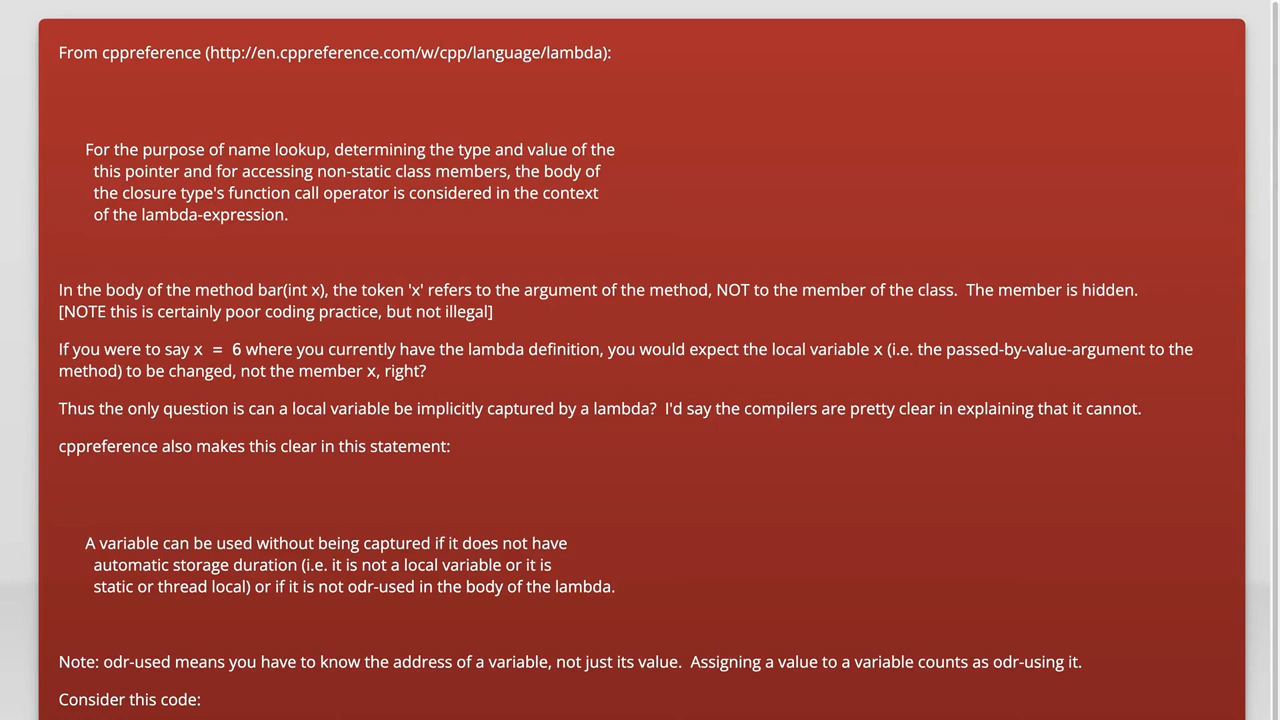 From cppreference (http://en.cppreference.com/w/cpp/language/lambda):
For the purpose of name lookup, determining the type and value of the
this pointer and for accessing non-static class members, the body of
the closure type's function call operator is considered in the context
of the lambda-expression.
In the body of the method bar(int x), the token 'x' refers to the argument of the method, NOT to the member of the class.  The member is hidden.
[NOTE this is certainly poor coding practice, but not illegal]
If you were to say x  =  6 where you currently have the lambda definition, you would expect the local variable x (i.e. the passed-by-value-argument to the
method) to be changed, not the member x, right?
Thus the only question is can a local variable be implicitly captured by a lambda?  I'd say the compilers are pretty clear in explaining that it cannot.
cppreference also makes this clear in this statement:
A variable can be used without being captured if it does not have
automatic storage duration (i.e. it is not a local variable or it is
static or thread local) or if it is not odr-used in the body of the lambda.
Note: odr-used means you have to know the address of a variable, not just its value.  Assigning a value to a variable counts as odr-using it.
Consider this code: